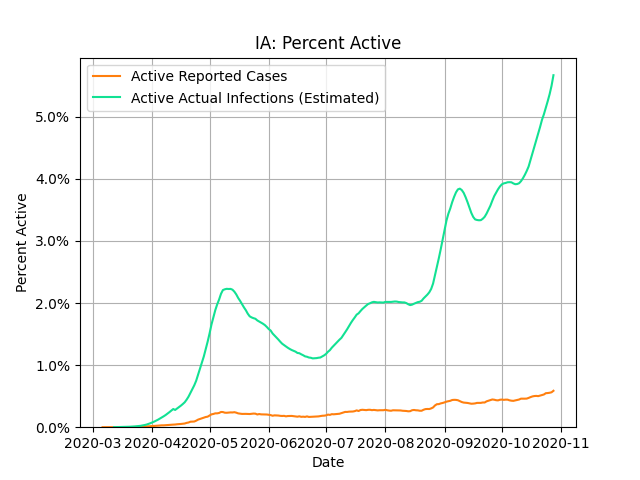 IA: Percent Active
Active Reported Cases
Active Actual Infections (Estimated)
Percent Active
5.0%
4.0%
3.0%
2.0%
1.0%
0.0%
2020-03 2020-04 2020-05 2020-06 2020-07 2020-08 2020-09 2020-10 2020-11
Date